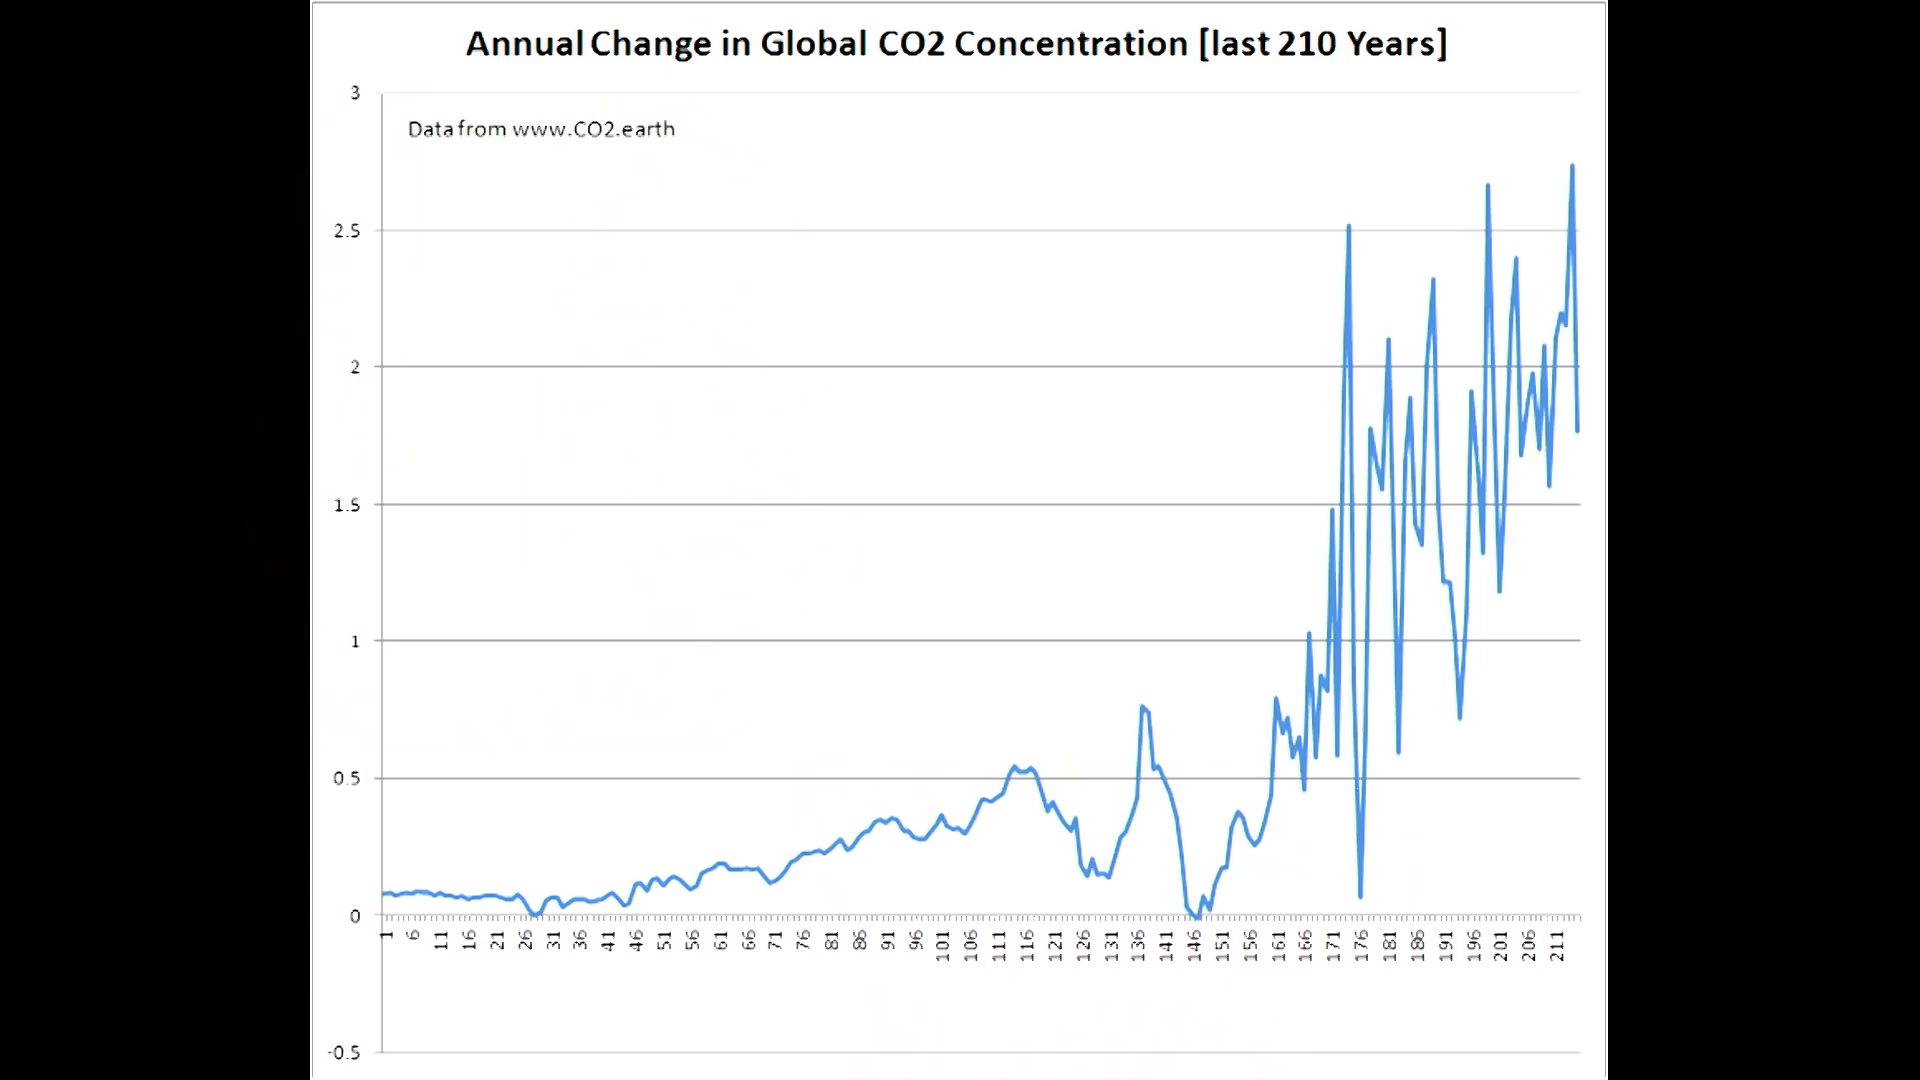 Annual Change in Global CO2 Concentration [last 210 Years]
3
Data from www.CO2.earth
2.5
2
1.5
1
0.5
0
1 6 11 16 21 26 31 36 41 46 51 56 61 66 71 76 81 86 91 96 101 106 111 116 121 126 131 136 141 146 151 156 161 166 171 176 181 186 191 196 201 206 211
-0.5